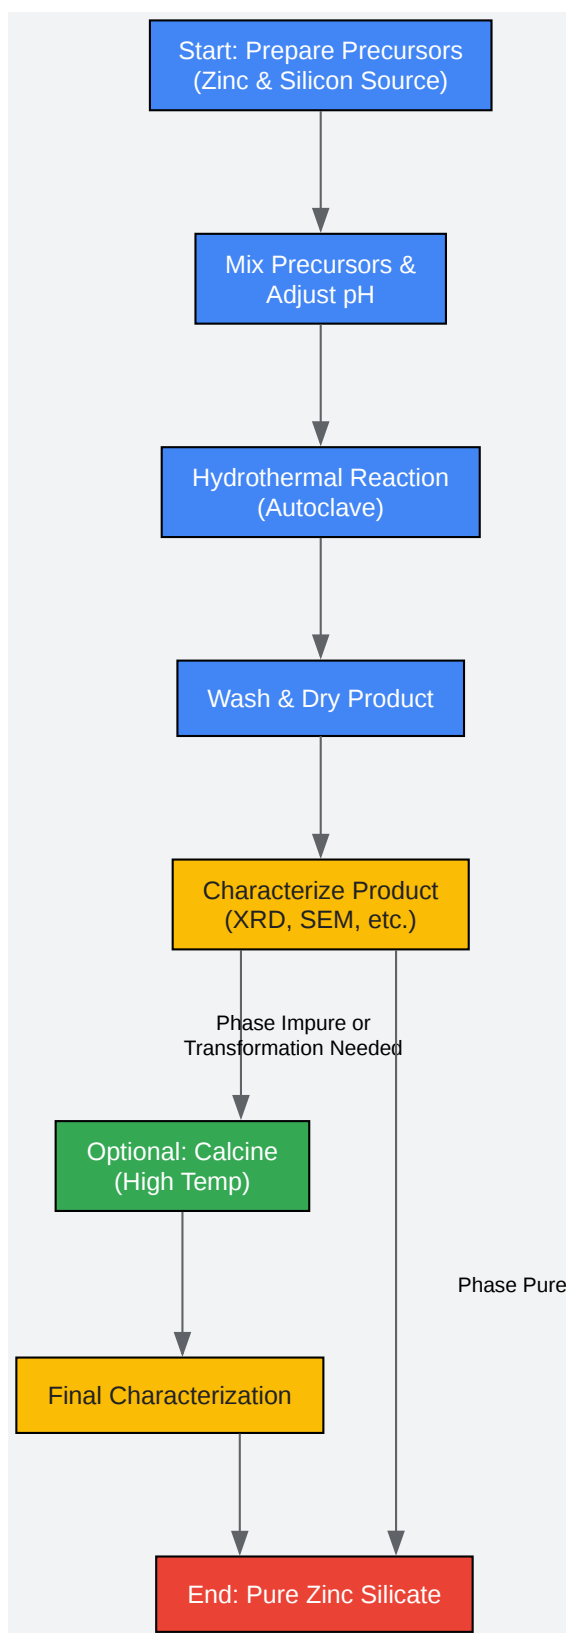 Start: Prepare Precursors
(Zinc & Silicon Source)
Mix Precursors &
Adjust pH
Hydrothermal Reaction
(Autoclave)
Wash & Dry Product
Characterize Product
(XRD, SEM, etc.)
Phase Impure or
Transformation Needed
Optional: Calcine
(High Temp)
Phase Pure
Final Characterization
End: Pure Zinc Silicate